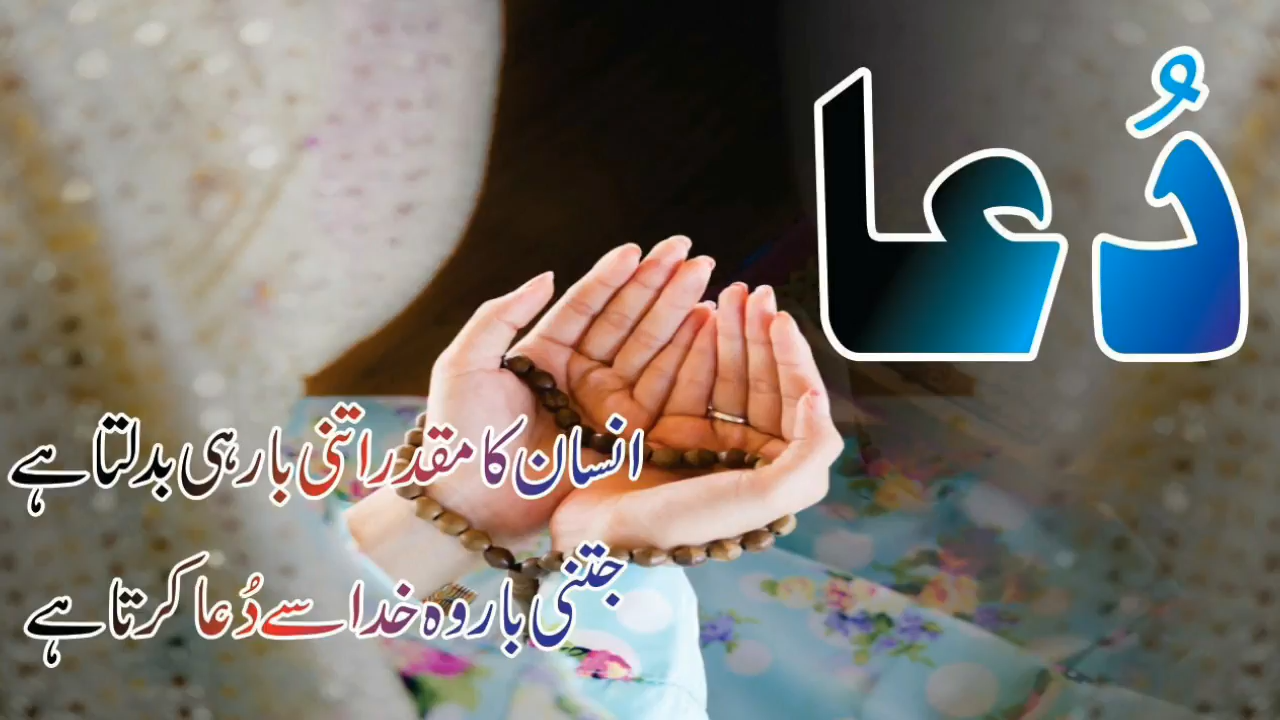 دُعا
انسان کا مقدر اتنی بار ہی بدلتا ہے
جتنی بار وہ خدا سے دُعا کرتا ہے